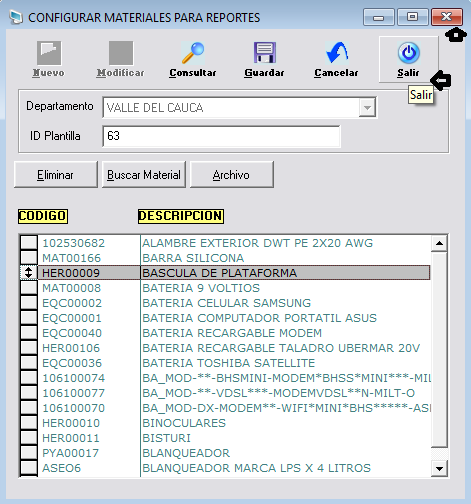 CONFIGURAR MATERIALES PARA REPORTES
Nuevo Modificar Consultar Guardar Cancelar Salir
Salir
Departamento VALLE DEL CAUCA
ID Plantilla 63
Eliminar Buscar Material Archivo
CODIGO DESCRIPCION
102530682 ALAMBRE EXTERIOR DWT PE 2X20 AWG
MAT00166 BARRA SILICONA
HER00009 BASCULA DE PLATAFORMA
MAT00008 BATERIA 9 VOLTIOS
EQC00002 BATERIA CELULAR SAMSUNG
EQC00001 BATERIA COMPUTADOR PORTATIL ASUS
EQC00040 BATERIA RECARGABLE MODEM
HER00106 BATERIA RECARGABLE TALADRO UBERMAR 20V
EQC00036 BATERIA TOSHIBA SATELLITE
106100074 BA_MOD-**-BHSMINI-MODEM*BHSS*MINI***-MIL
106100077 BA_MOD-**-VDSL***-MODEMVDSL**N-MILT-O
106100070 BA_MOD-DX-MODEM**-WIFI*MINI*BHS*****-ASI
HER00010 BINOCULARES
HER00011 BISTURI
PYA00017 BLANQUEADOR
ASEO6 BLANQUEADOR MARCA LPS X 4 LITROS